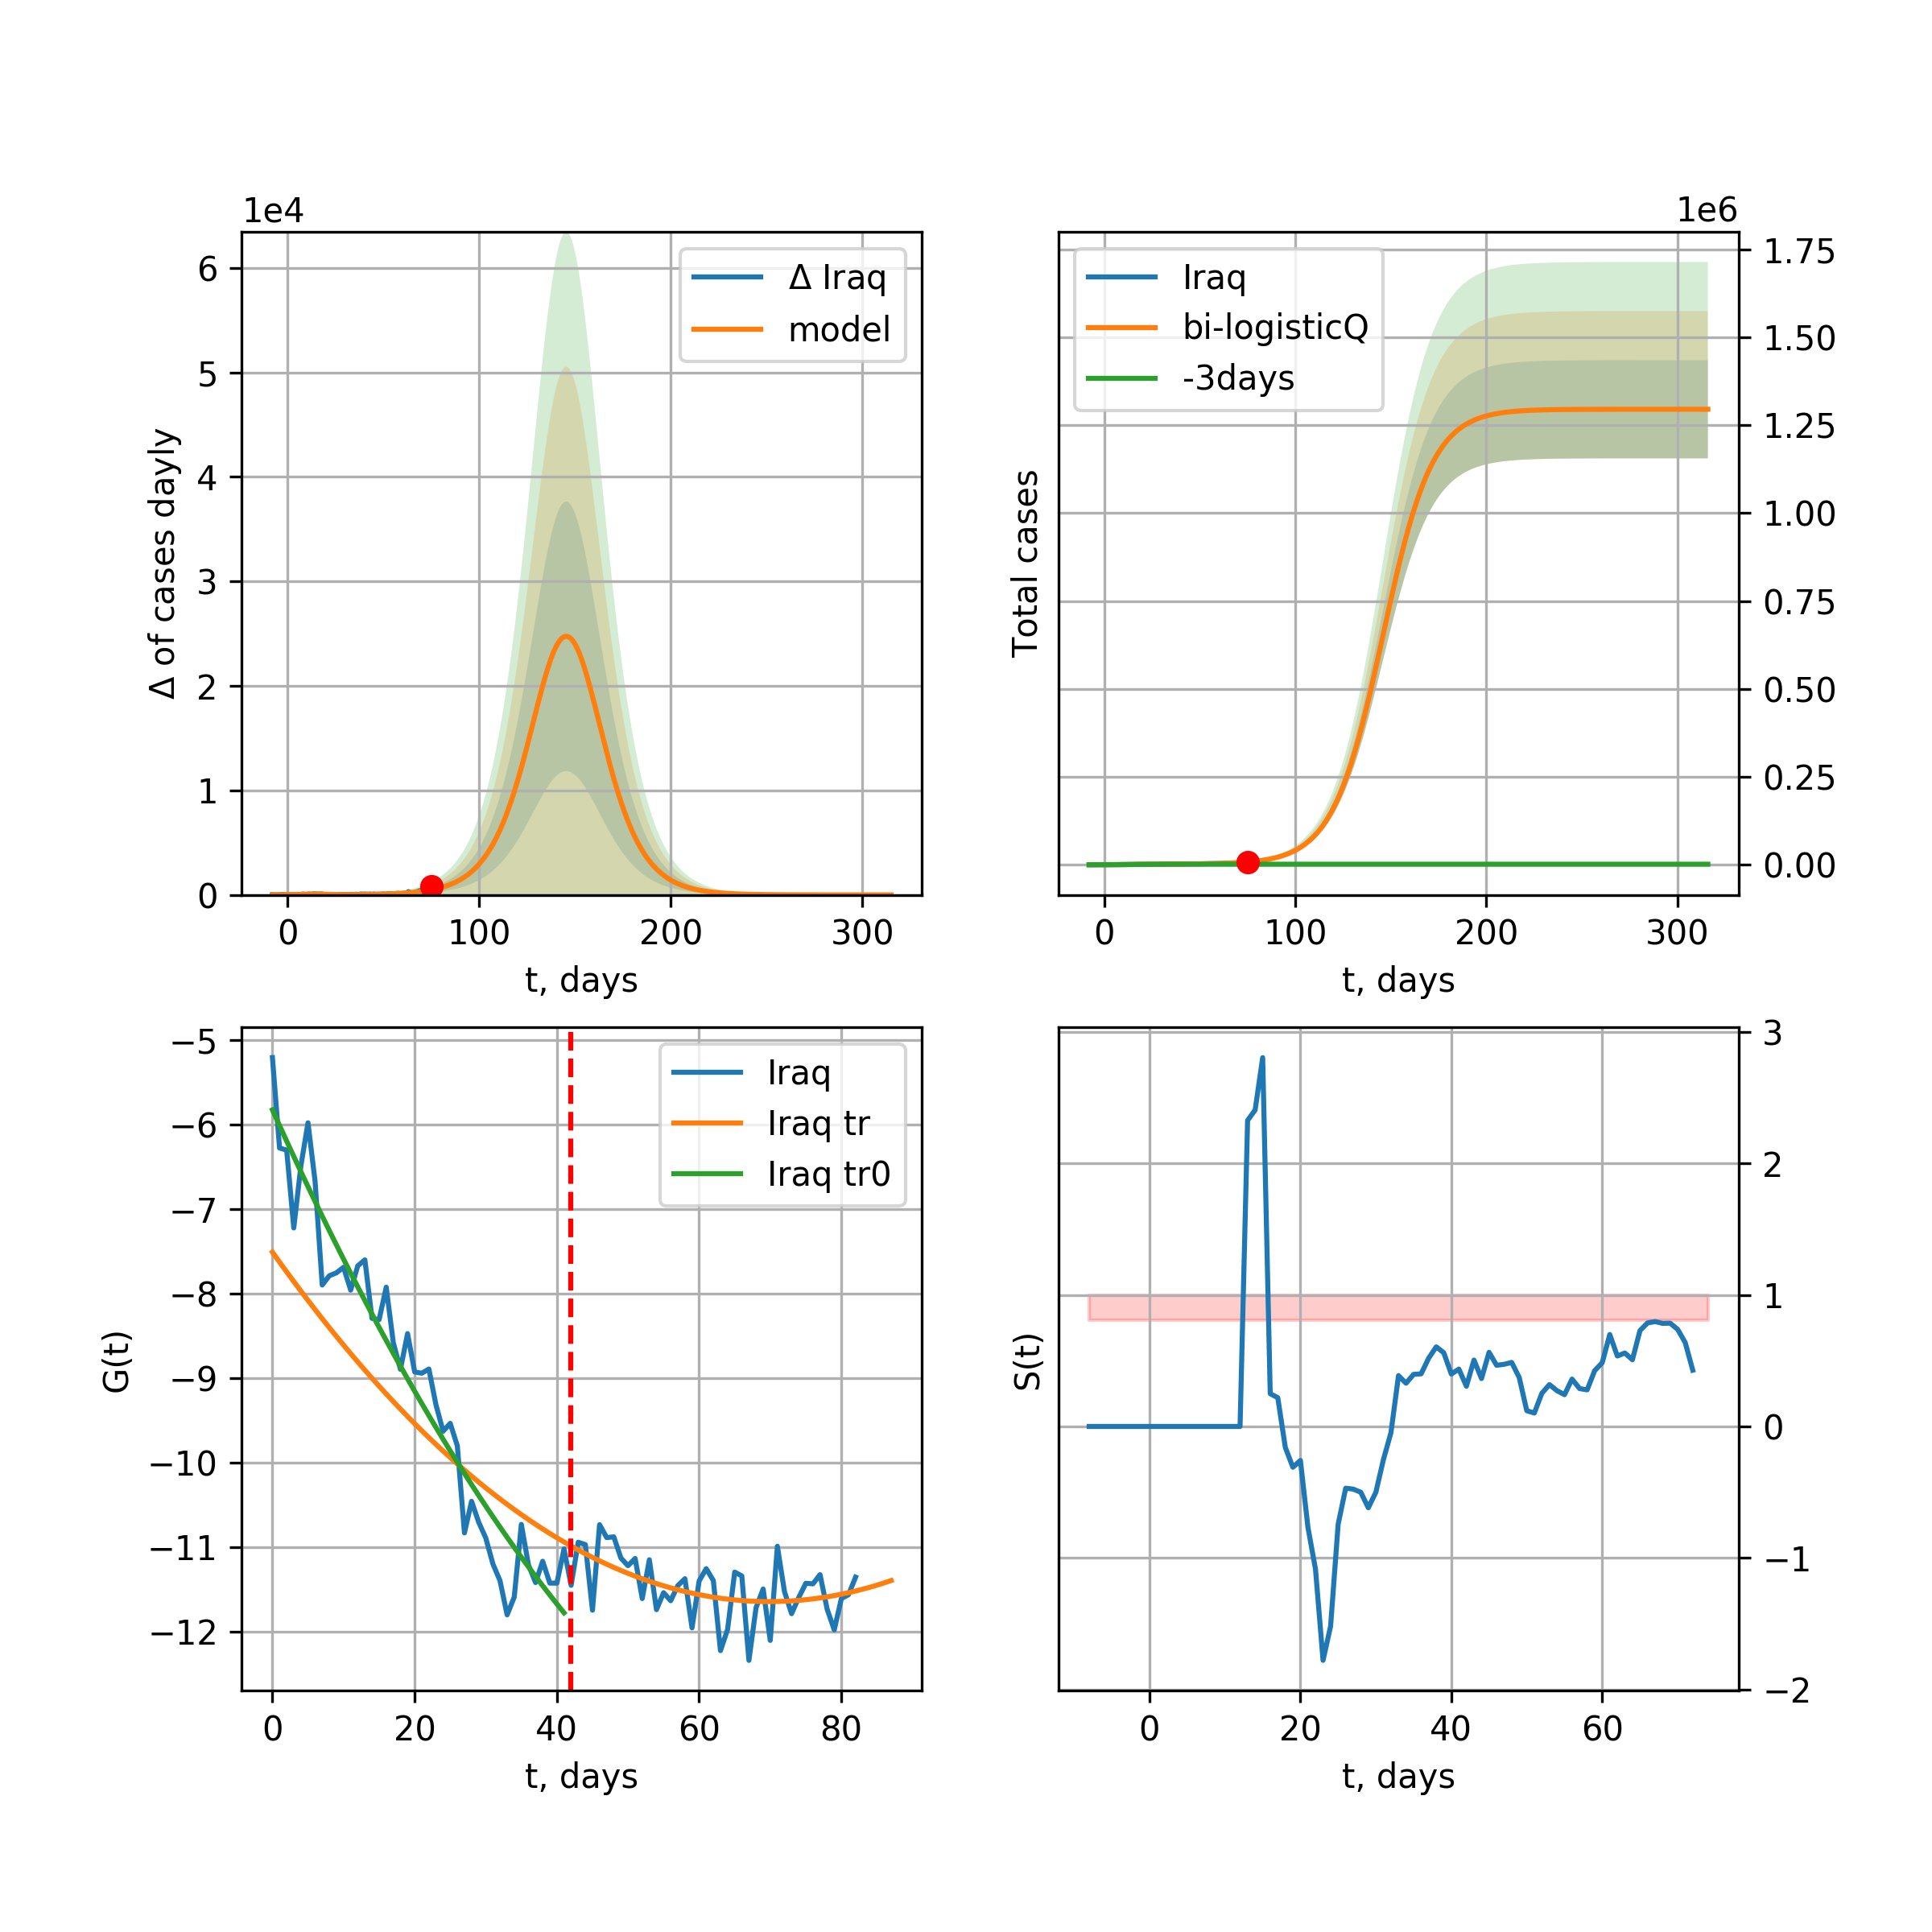 1e4
Δ of cases dayly
6
5
4
3
2
1
0
Δ Iraq
model
0 100 200 300
t, days
1e6
Total cases
Iraq
bi-logisticQ
-3days
1.75
1.50
1.25
1.00
0.75
0.50
0.25
0.00
0 100 200 300
t, days
G(t)
−5
−6
−7
−8
−9
−10
−11
−12
Iraq
Iraq tr
Iraq tr0
0 20 40 60 80
t, days
S(t)
3
2
1
0
−1
−2
0 20 40 60
t, days